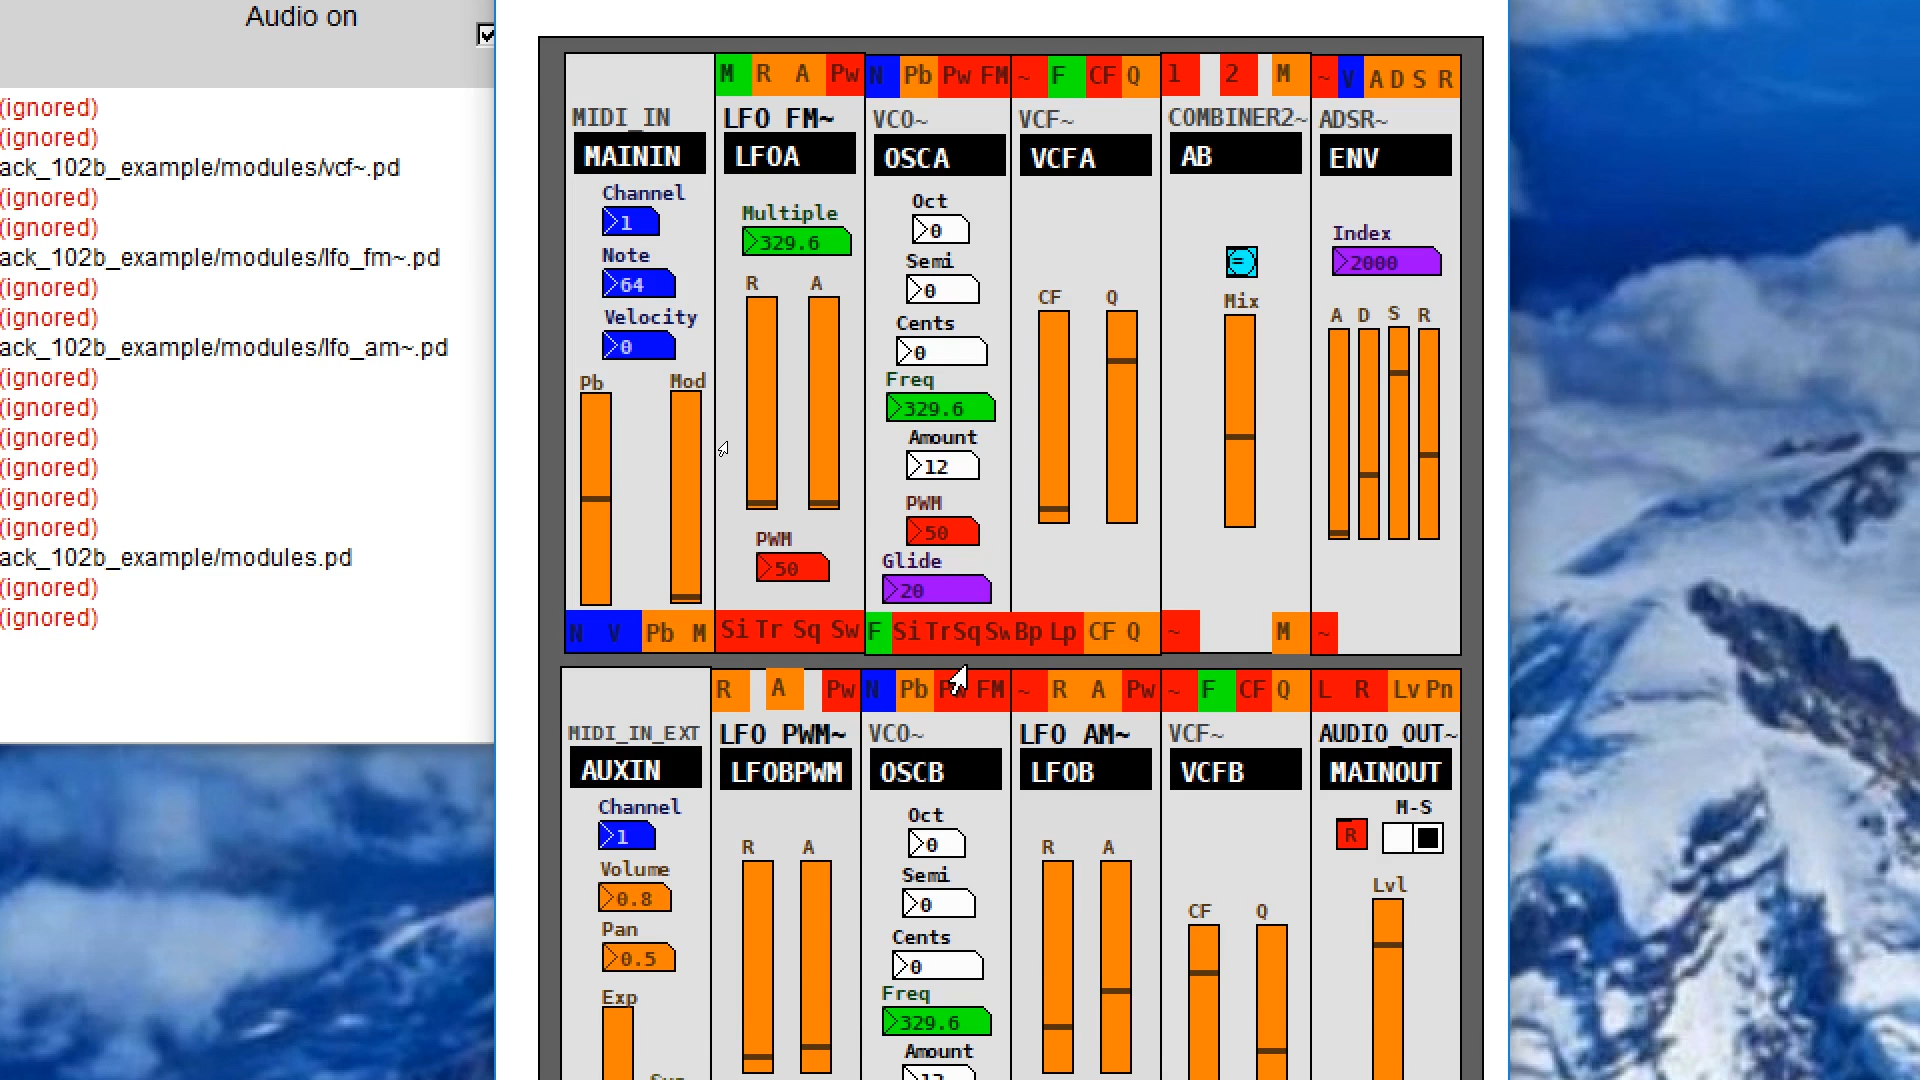 Audio on
(ignored)
(ignored)
ack_102b_example/modules/vcf~.pd
(ignored)
(ignored)
ack_102b_example/modules/lfo_fm~.pd
(ignored)
(ignored)
ack_102b_example/modules/lfo_am~.pd
(ignored)
(ignored)
(ignored)
(ignored)
(ignored)
(ignored)
ack_102b_example/modules.pd
(ignored)
(ignored)
M R A Pw N Pb Pw FM ~ F CF Q 1 2 M ~ V A D S R
MIDI_IN LFO FM~ VCO~ VCF~ COMBINER2~ ADSR~
MAININ LFOA OSCA VCFA AB ENV
Channel
1
Note
64
Velocity
0
Pb Mod
N V Pb M
Multiple
329.6
R A
PWM
50
Si Tr Sq Sw
Oct
0
Semi
0
Cents
0
Freq
329.6
Amount
12
PWM
50
Glide
20
F Si Tr Sq Sw Bp Lp CF Q
CF Q
=
Mix
~ M
Index
2000
A D S R
~
R A Pw N Pb FM ~ R A Pw ~ F CF Q L R Lv Pn
MIDI_IN_EXT LFO PWM~ VCO~ LFO AM~ VCF~ AUDIO_OUT~
AUXIN LFOBPWM OSCB LFOB VCFB MAINOUT
Channel
1
Volume
0.8
Pan
0.5
Exp
R A
Oct
0
Semi
0
Cents
0
Freq
329.6
Amount
12
R A
CF Q
M-S
R
Lvl